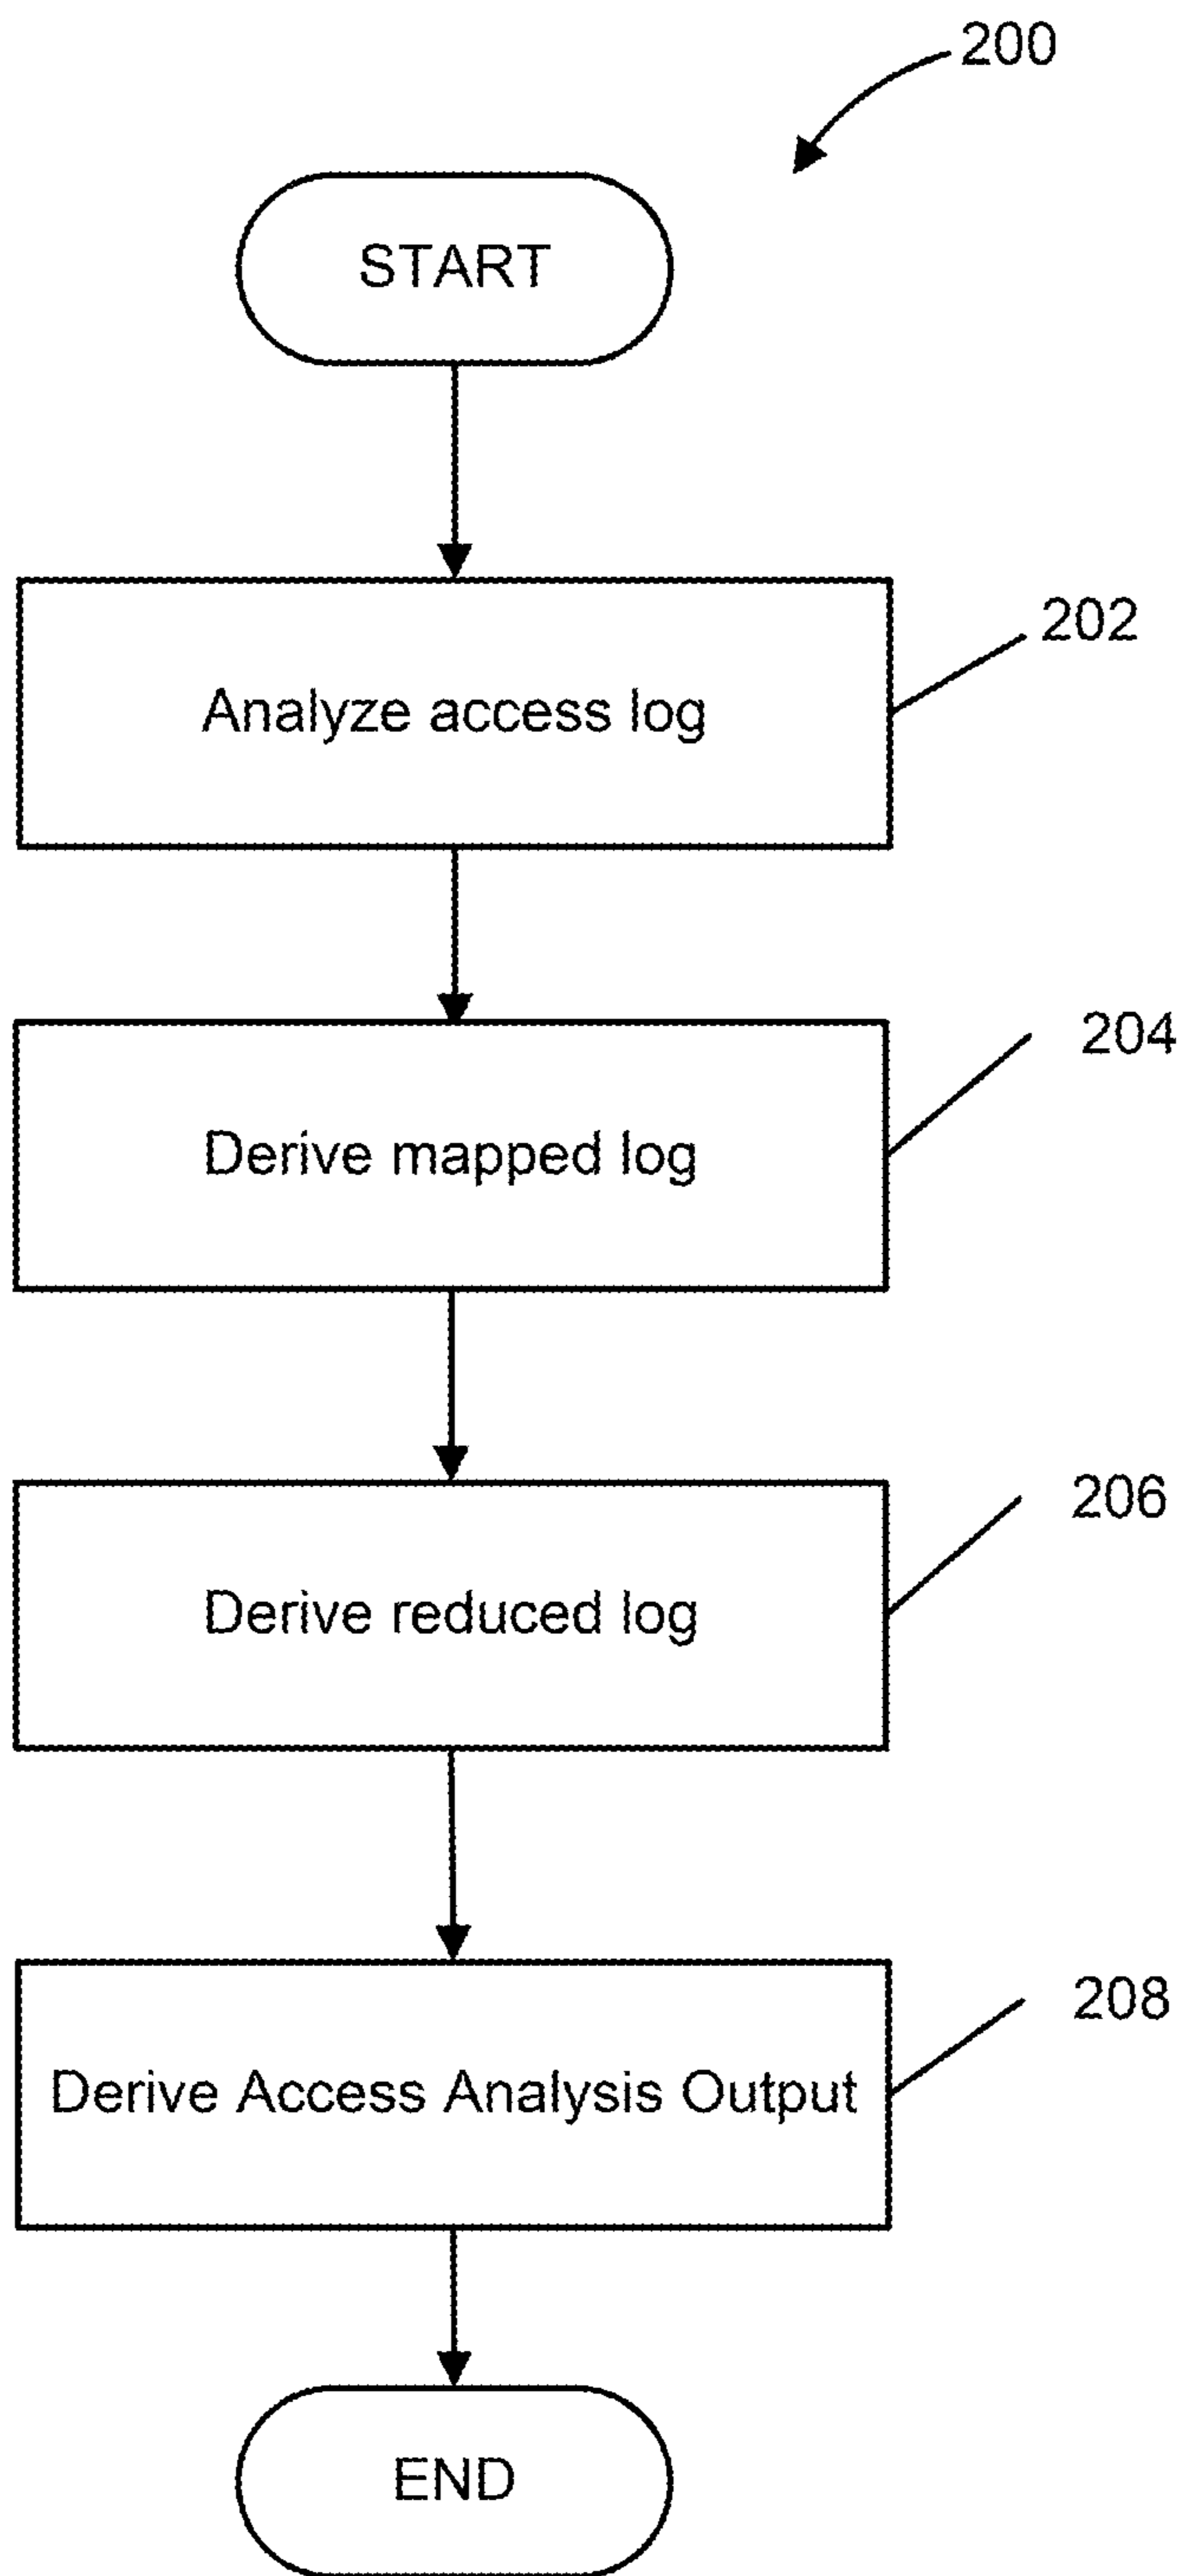 200
START
202
Analyze access log
204
Derive mapped log
206
Derive reduced log
208
Derive Access Analysis Output
END